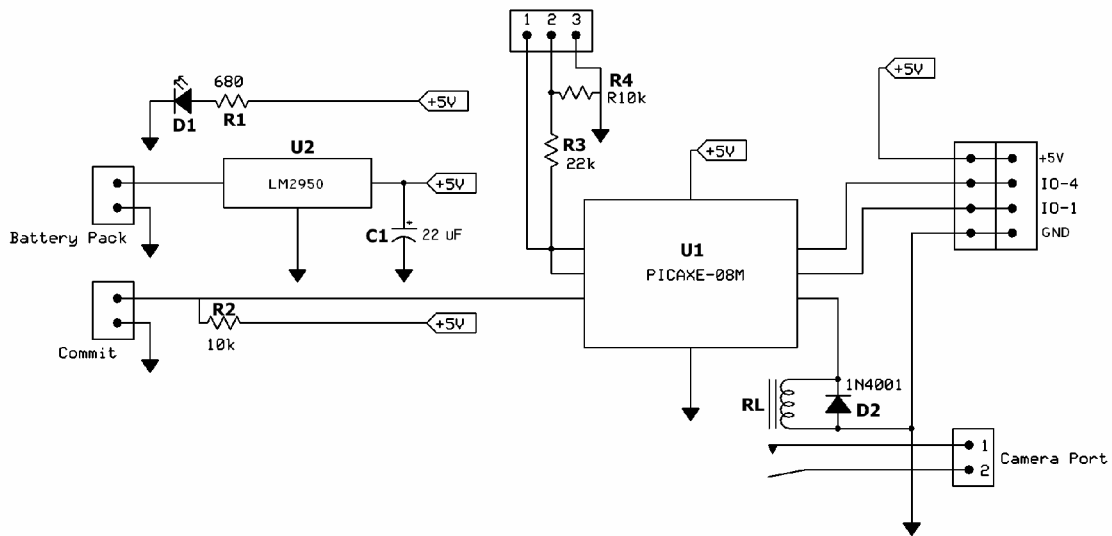 1 2 3
680
D1
R1
+5V
R4
R10k
R3
22k
+5V
+5V
U2
LM2950
+5V
C1
+
22 uF
Battery Pack
U1
PICAXE-08M
+5V
IO-4
IO-1
GND
R2
10k
+5V
Commit
1N4001
RL
D2
1
2
Camera Port